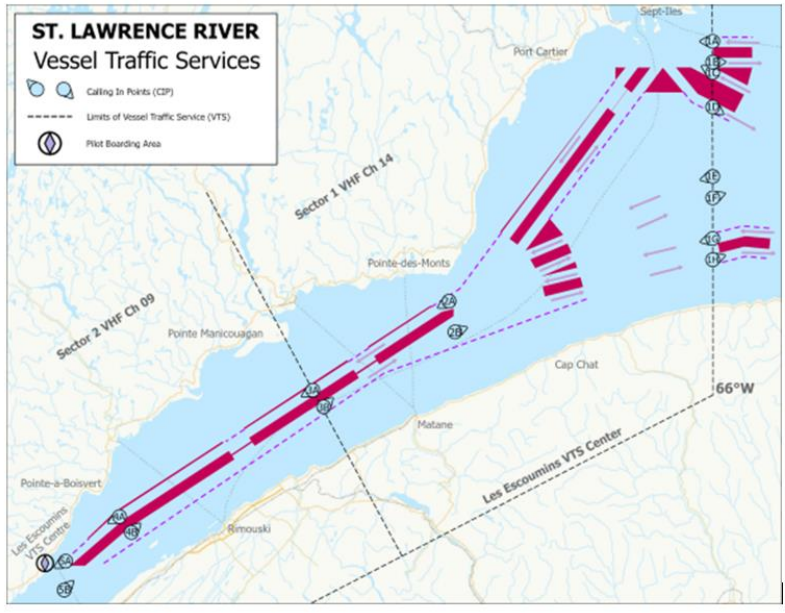 ST. LAWRENCE RIVER
Vessel Traffic Services
Calling In Points (CIP)
Limits of Vessel Traffic Service (VTS)
Pilot Boarding Area
Sept-Iles
Port Cartier
1A
1B
1C
1D
Sector 1 VHF Ch 14
1E
1F
1G
1H
Pointe-des-Monts
2A
2B
Sector 2 VHF Ch 09
Pointe Manicouagan
Cap Chat
66°W
3A
3B
Matane
Les Escoumins VTS Center
Pointe-a-Boisvert
4A
4B
Rimouski
Les Escoumins
VTS Centre
5A
5B